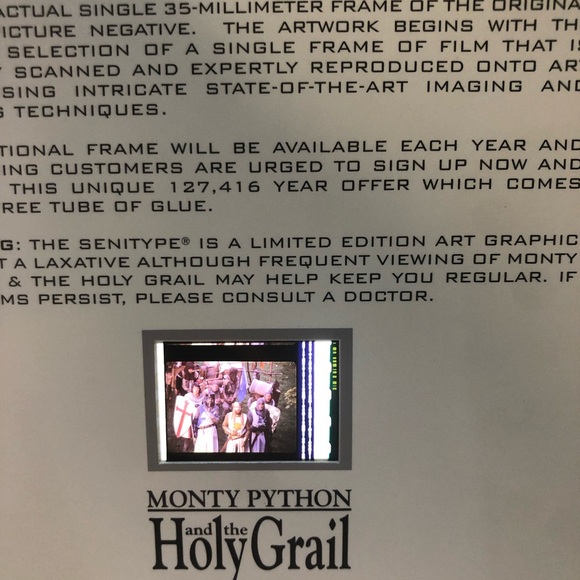 ACTUAL SINGLE 35-MILLIMETER FRAME OF THE ORIGINA
PICTURE NEGATIVE. THE ARTWORK BEGINS WITH TH
SELECTION OF A SINGLE FRAME OF FILM THAT IS
Y SCANNED AND EXPERTLY REPRODUCED ONTO ART
SING INTRICATE STATE-OF-THE-ART IMAGING AND
G TECHNIQUES.
TIONAL FRAME WILL BE AVAILABLE EACH YEAR AND
ING CUSTOMERS ARE URGED TO SIGN UP NOW AND
THIS UNIQUE 127,416 YEAR OFFER WHICH COMES
REE TUBE OF GLUE.
G: THE SENITYPE® IS A LIMITED EDITION ART GRAPHIC
T A LAXATIVE ALTHOUGH FREQUENT VIEWING OF MONTY
& THE HOLY GRAIL MAY HELP KEEP YOU REGULAR. IF
MS PERSIST, PLEASE CONSULT A DOCTOR.
MONTY PYTHON
and the
Holy Grail